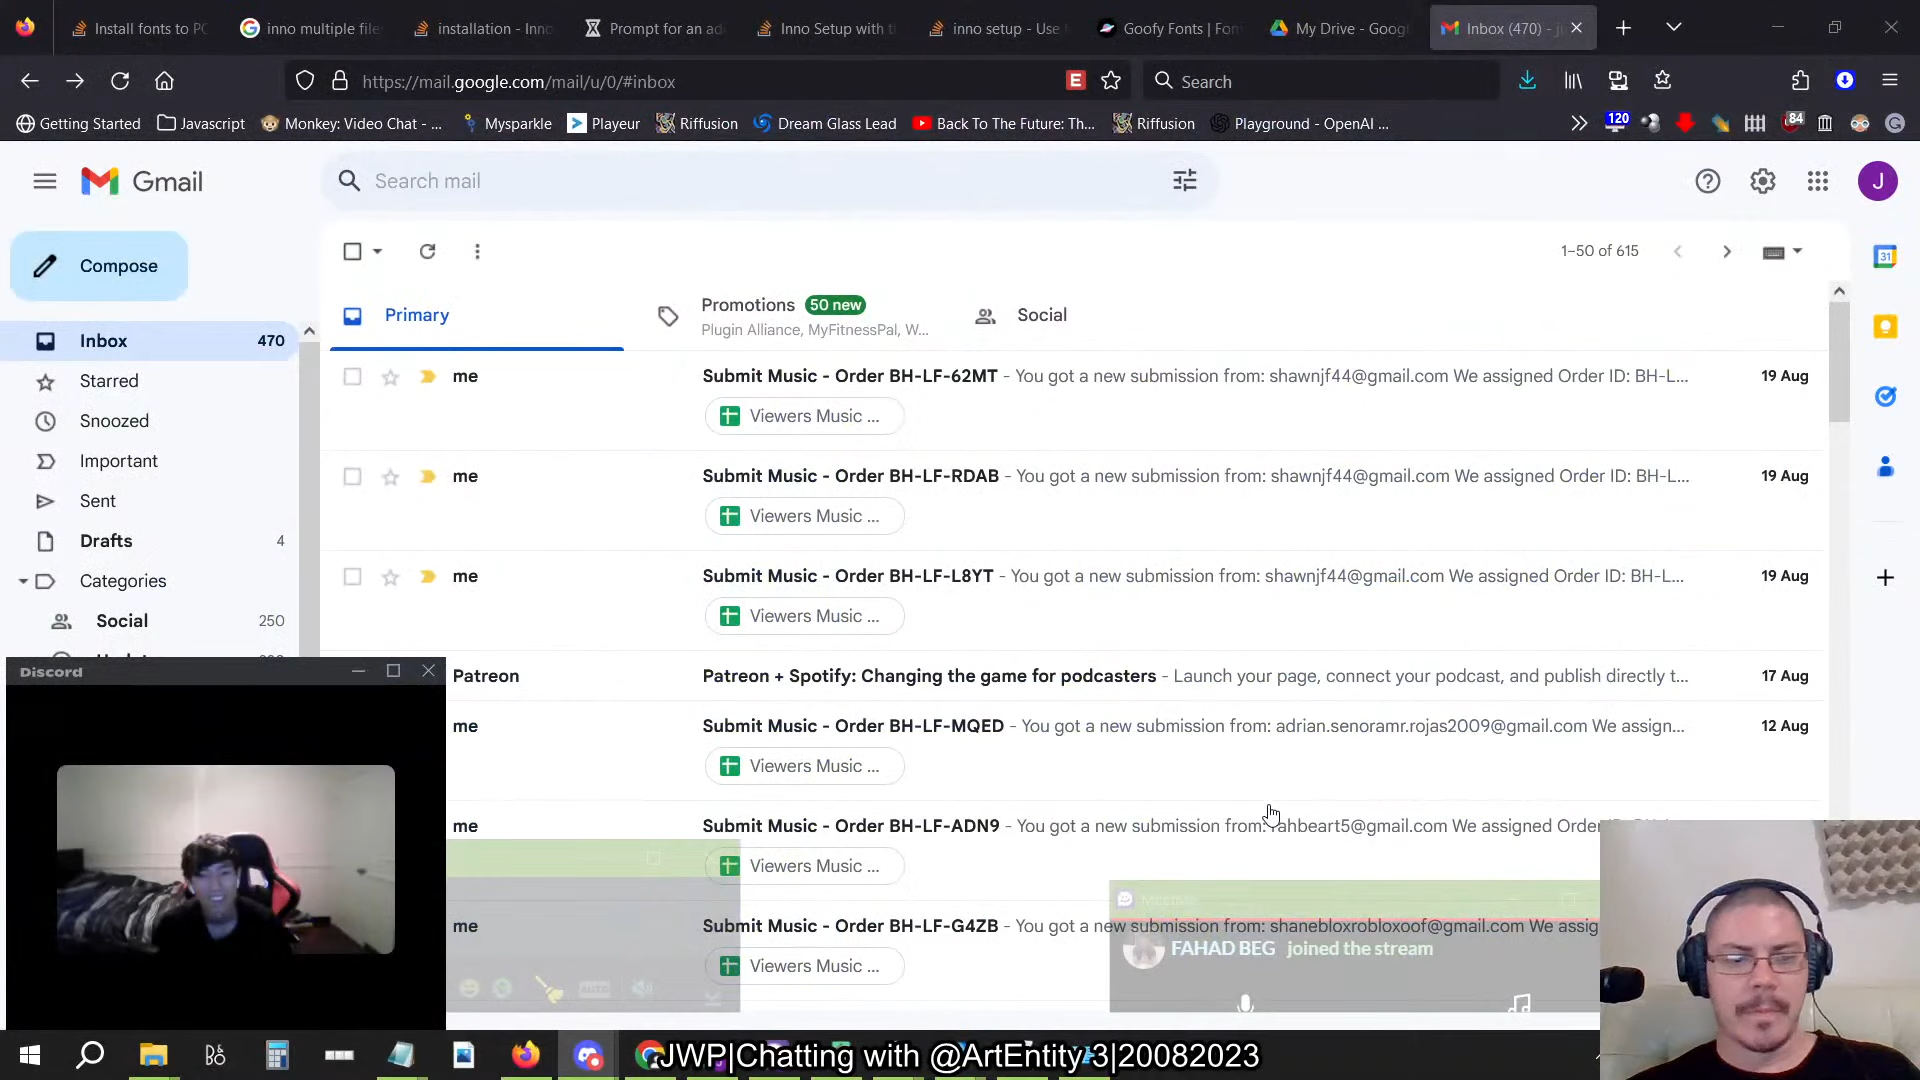 Install fonts to PC
inno multiple file
installation - Inno
Prompt for an ad
Inno Setup with t
inno setup - Use
Goofy Fonts | Fon
My Drive - Googl
Inbox (470) - j
https://mail.google.com/mail/u/0/#inbox
E
Search
Getting Started
Javascript
Monkey: Video Chat - ...
Mysparkle
Playeur
Riffusion
Dream Glass Lead
Back To The Future: Th...
Riffusion
Playground - OpenAI ...
120
84
Gmail
Search mail
J
Compose
1–50 of 615
31
Primary
Promotions 50 new
Plugin Alliance, MyFitnessPal, W...
Social
Inbox 470
Starred
Snoozed
Important
Sent
Drafts 4
Categories
Social 250
me Submit Music - Order BH-LF-62MT - You got a new submission from: shawnjf44@gmail.com We assigned Order ID: BH-L... 19 Aug
Viewers Music ...
me Submit Music - Order BH-LF-RDAB - You got a new submission from: shawnjf44@gmail.com We assigned Order ID: BH-L... 19 Aug
Viewers Music ...
me Submit Music - Order BH-LF-L8YT - You got a new submission from: shawnjf44@gmail.com We assigned Order ID: BH-L... 19 Aug
Viewers Music ...
Patreon Patreon + Spotify: Changing the game for podcasters - Launch your page, connect your podcast, and publish directly t... 17 Aug
me Submit Music - Order BH-LF-MQED - You got a new submission from: adrian.senoramr.rojas2009@gmail.com We assign... 12 Aug
Viewers Music ...
me Submit Music - Order BH-LF-ADN9 - You got a new submission from: rahbeart5@gmail.com We assigned Order
Viewers Music ...
me Submit Music - Order BH-LF-G4ZB - You got a new submission from: shanebloxrobloxoof@gmail.com We assig
Viewers Music ...
Discord
FAHAD BEG joined the stream
JWP|Chatting with @ArtEntity 3|20082023